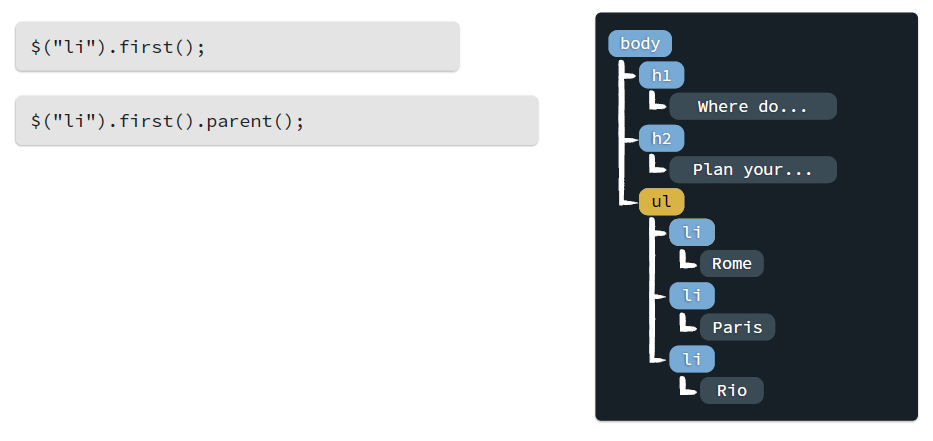 $("li").first();
$("li").first().parent();
body
h1
Where do...
h2
Plan your...
ul
li
Rome
li
Paris
li
Rio